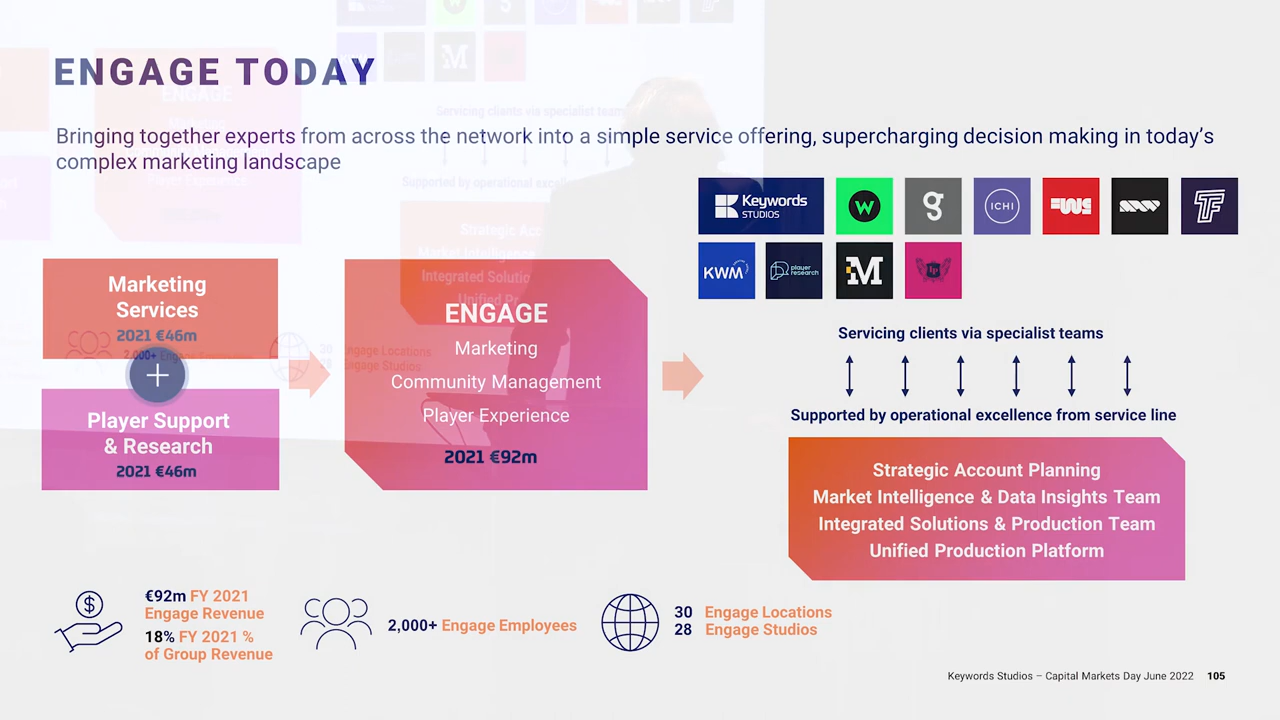 ENGAGE TODAY
Bringing together experts from across the network into a simple service offering, supercharging decision making in today's
complex marketing landscape
Marketing
Services
2021 €46m
+
Player Support
& Research
2021 €46m
ENGAGE
Marketing
Community Management
Player Experience
2021 €92m
Keywords
STUDIOS
W
g
ICHI
TF
KWM
player
research
M
Servicing clients via specialist teams
Supported by operational excellence from service line
Strategic Account Planning
Market Intelligence & Data Insights Team
Integrated Solutions & Production Team
Unified Production Platform
$
€92m FY 2021
Engage Revenue
18% FY 2021 %
of Group Revenue
2,000+ Engage Employees
30 Engage Locations
28 Engage Studios
Keywords Studios – Capital Markets Day June 2022 105